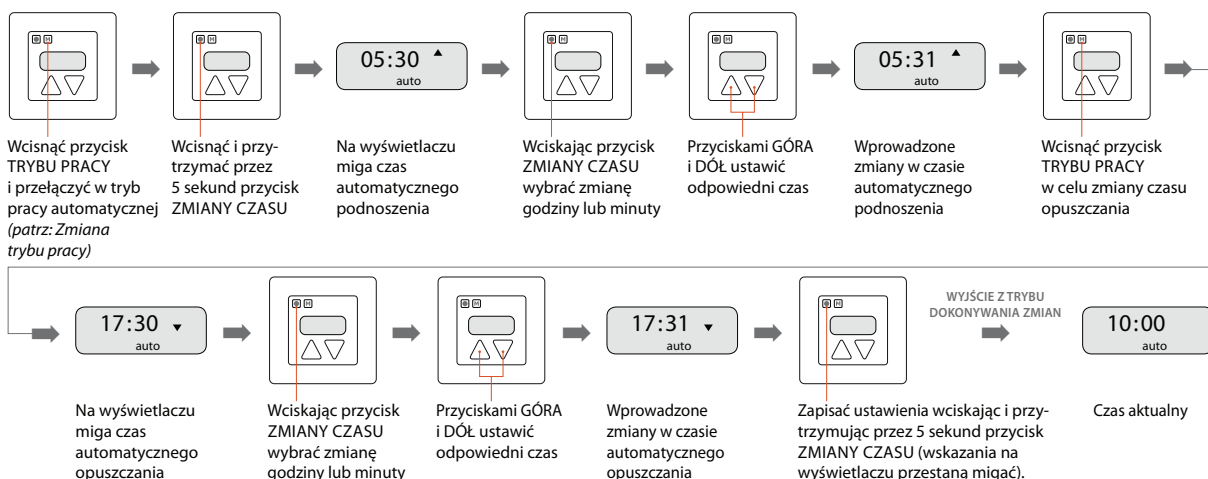 M
Wcisnąć przycisk
TRYBU PRACY
i przełączyć w tryb
pracy automatycznej
(patrz: Zmiana
trybu pracy)
M
Wcisnąć i przy-
trzymać przez
5 sekund przycisk
ZMIANY CZASU
05:30 ▲
auto
Na wyświetlaczu
miga czas
automatycznego
podnoszenia
M
Wciskając przycisk
ZMIANY CZASU
wybrać zmianę
godziny lub minuty
M
Przyciskami GÓRA
i DÓŁ ustawić
odpowiedni czas
05:31 ▲
auto
Wprowadzone
zmiany w czasie
automatycznego
podnoszenia
M
Wcisnąć przycisk
TRYBU PRACY
w celu zmiany czasu
opuszczania
17:30 ▼
auto
Na wyświetlaczu
miga czas
automatycznego
opuszczania
M
Wciskając przycisk
ZMIANY CZASU
wybrać zmianę
godziny lub minuty
M
Przyciskami GÓRA
i DÓŁ ustawić
odpowiedni czas
17:31 ▼
auto
Wprowadzone
zmiany w czasie
automatycznego
opuszczania
M
Zapisać ustawienia wciskając i przy-
trzymując przez 5 sekund przycisk
ZMIANY CZASU (wskazania na
wyświetlaczu przestaną migać).
WYJŚCIE Z TRYBU
DOKONYWANIA ZMIAN
10:00
auto
Czas aktualny